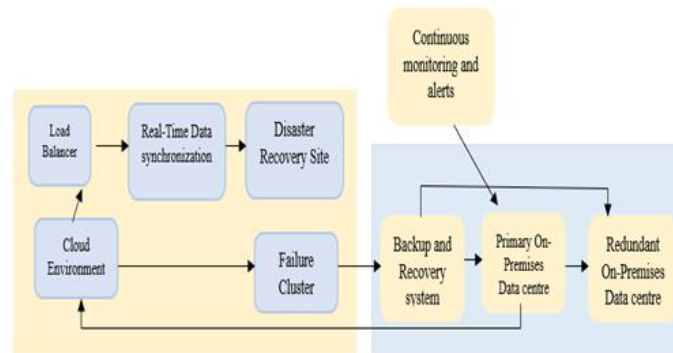 Continuous
monitoring and
alerts
Load
Balancer
Real-Time Data
synchronization
Disaster
Recovery Site
Cloud
Environment
Failure
Cluster
Backup and
Recovery
system
Primary On-
Premises
Data centre
Redundant
On-Premises
Data centre